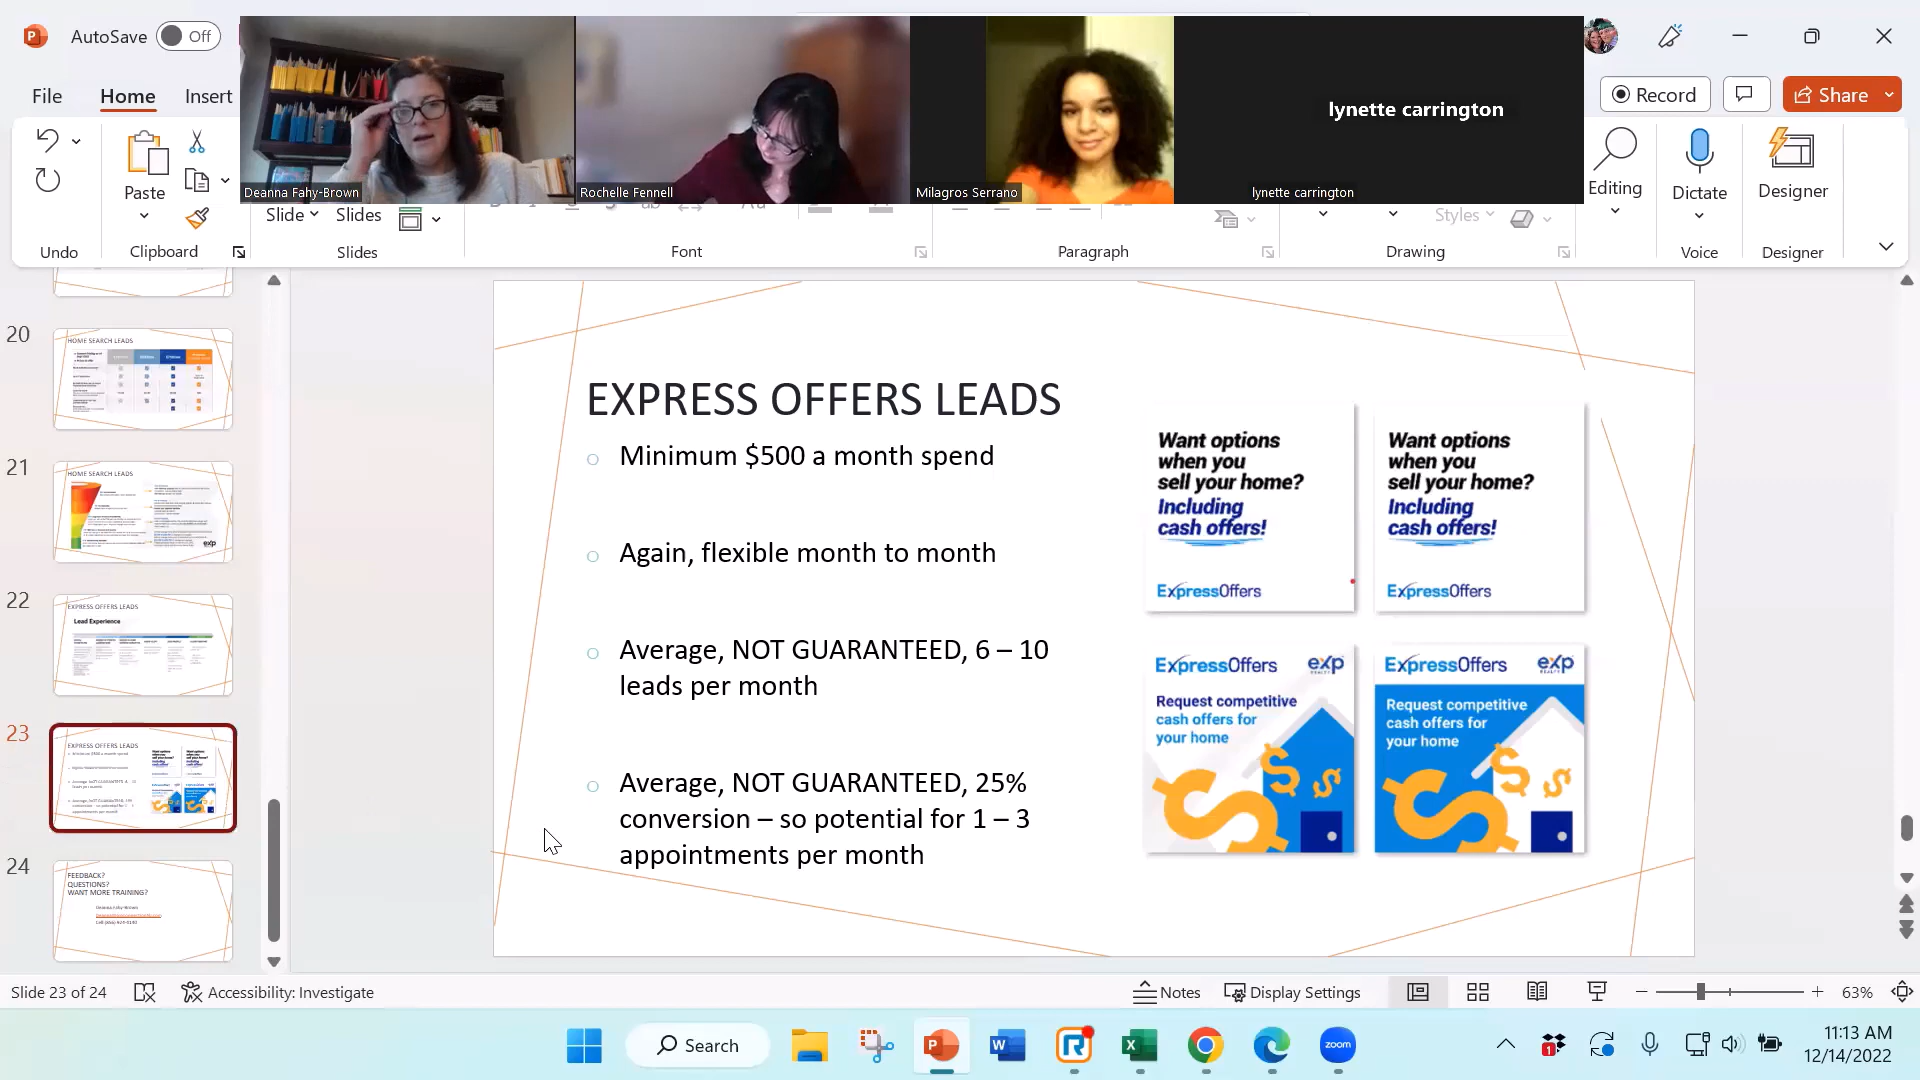 AutoSave Off
File Home Insert
Record Share
lynette carrington
Deanna Fahy-Brown
Rochelle Fennell
Milagros Serrano
lynette carrington
Paste
Slide Slides
Styles
Editing
Dictate
Designer
Undo Clipboard Slides Font Paragraph Drawing Voice Designer
20
HOME SEARCH LEADS
21
HOME SEARCH LEADS
exp
22
EXPRESS OFFERS LEADS
Lead Experience
23
EXPRESS OFFERS LEADS
24
FEEDBACK?
QUESTIONS?
WANT MORE TRAINING?
Deanna Fahy-Brown
EXPRESS OFFERS LEADS
Minimum $500 a month spend
Again, flexible month to month
Average, NOT GUARANTEED, 6 – 10
leads per month
Average, NOT GUARANTEED, 25%
conversion – so potential for 1 – 3
appointments per month
Want options
when you
sell your home?
Including
cash offers!
ExpressOffers
Want options
when you
sell your home?
Including
cash offers!
ExpressOffers
ExpressOffers exp
REALTY
Request competitive
cash offers for
your home
ExpressOffers exp
REALTY
Request competitive
cash offers for
your home
Slide 23 of 24 Accessibility: Investigate Notes Display Settings 63%
Search
zoom
11:13 AM
12/14/2022